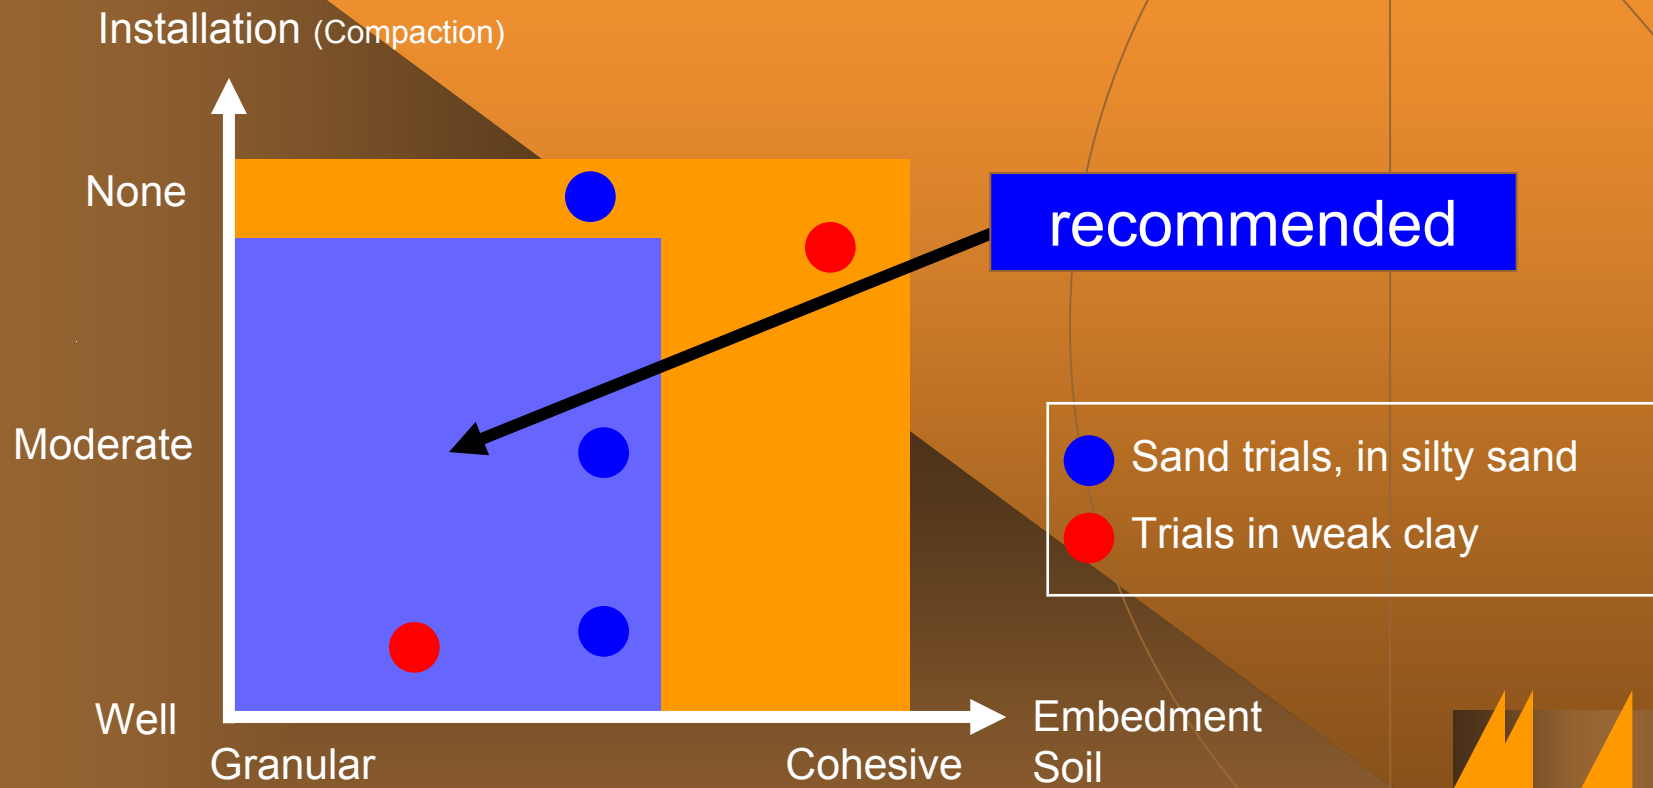 Installation (Compaction)
None
recommended
Moderate
Sand trials, in silty sand
Trials in weak clay
Well
Embedment
Soil
Granular
Cohesive